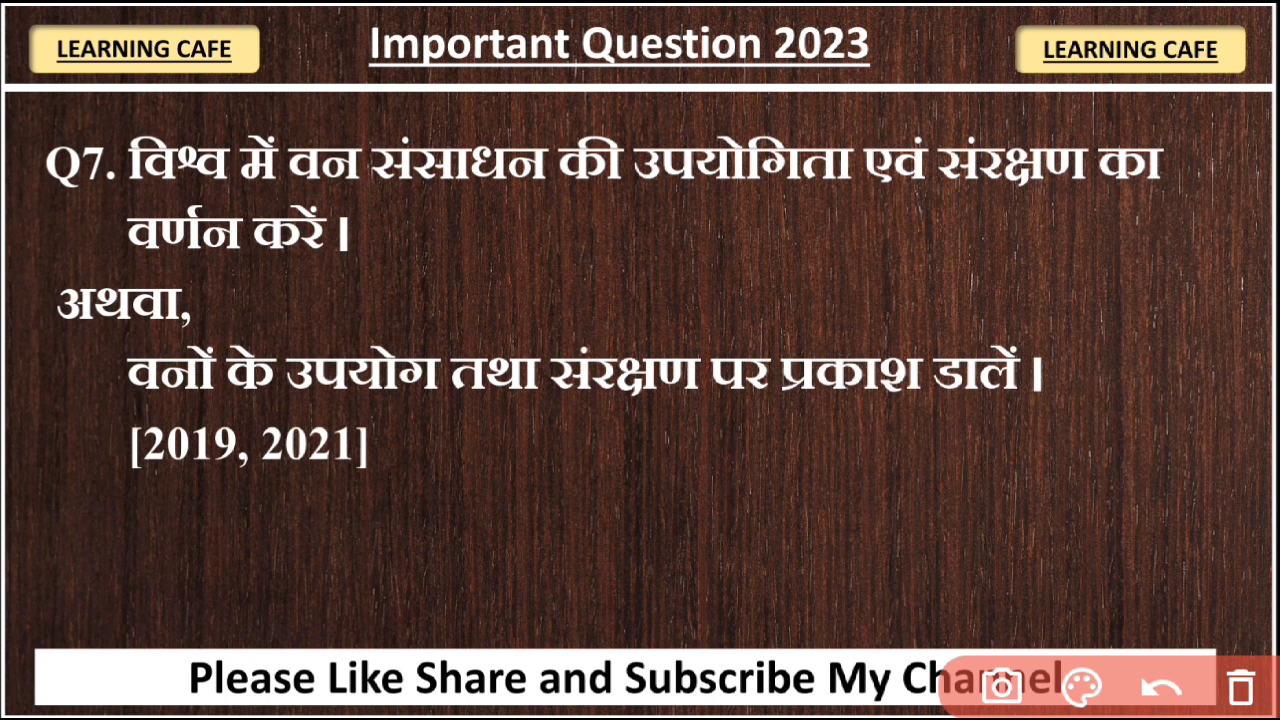 LEARNING CAFE
Important Question 2023
LEARNING CAFE
Q7. विश्व में वन संसाधन की उपयोगिता एवं संरक्षण का
वर्णन करें।
अथवा,
वनों के उपयोग तथा संरक्षण पर प्रकाश डालें।
[2019, 2021]
Please Like Share and Subscribe My Channel